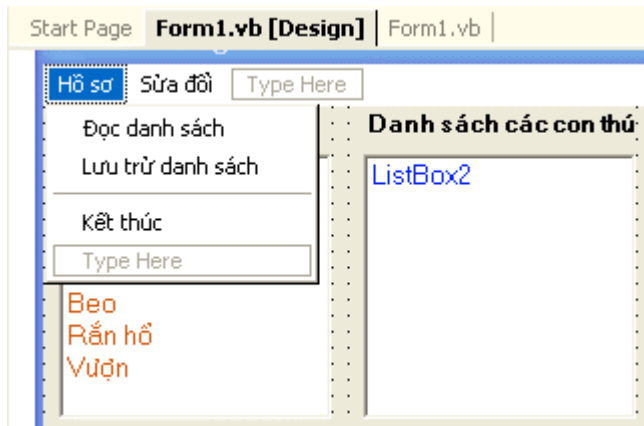 Start Page Form1.vb [Design] Form1.vb
Hồ sơ Sửa đổi Type Here
Đọc danh sách
Danh sách các con thú
Lưu trử danh sách
ListBox2
Kết thúc
Type Here
Beo
Rắn hổ
Vượn